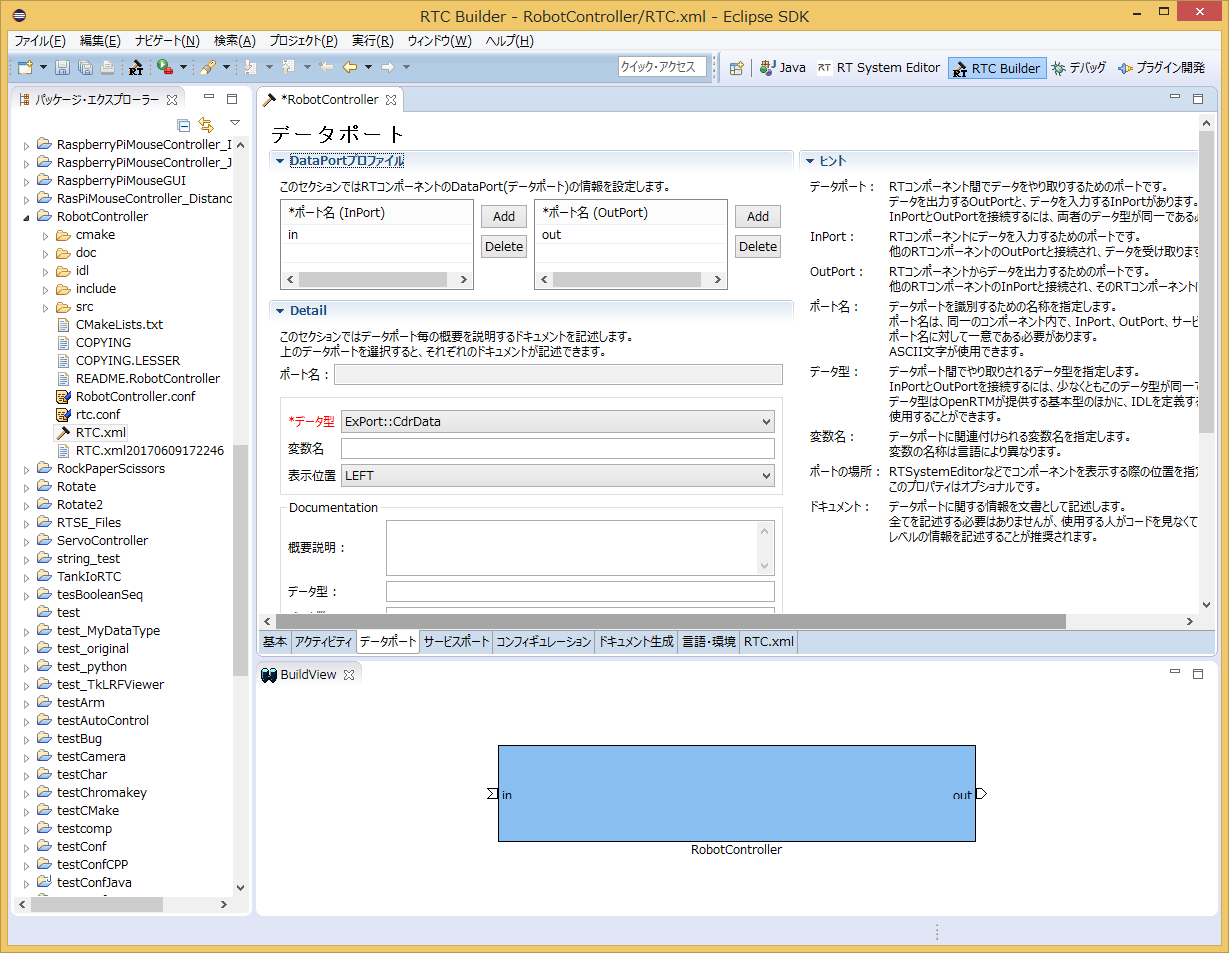 RTC Builder - RobotController/RTC.xml - Eclipse SDK
ファイル(F) 編集(E) ナビゲート(N) 検索(A) プロジェクト(P) 実行(R) ウィンドウ(W) ヘルプ(H)
クイック・アクセス Java RT RT System Editor RTC Builder デバッグ プラグイン開発
パッケージ・エクスプローラー
RaspberryPiMouseController_I
RaspberryPiMouseController_J
RaspberryPiMouseGUI
RasPiMouseController_Distanc
RobotController
cmake
doc
idl
include
src
CMakeLists.txt
COPYING
COPYING.LESSER
README.RobotController
RobotController.conf
rtc.conf
RTC.xml
RTC.xml20170609172246
RockPaperScissors
Rotate
Rotate2
RTSE_Files
ServoController
string_test
TankIoRTC
tesBooleanSeq
test
test_MyDataType
test_original
test_python
test_TkLRFViewer
testArm
testAutoControl
testBug
testCamera
testChar
testChromakey
testCMake
testcomp
testConf
testConfCPP
testConfJava
*RobotController
データポート
DataPortプロファイル
このセクションではRTコンポーネントのDataPort(データポート)の情報を設定します。
*ポート名 (InPort) Add *ポート名 (OutPort) Add
in Delete out Delete
Detail
このセクションではデータポート毎の概要を説明するドキュメントを記述します。
上のデータポートを選択すると、それぞれのドキュメントが記述できます。
ポート名：
*データ型 ExPort::CdrData
変数名
表示位置 LEFT
Documentation
概要説明：
データ型：
ヒント
データポート： RTコンポーネント間でデータをやり取りするためのポートです。
データを出力するOutPortと、データを入力するInPortがあります。
InPortとOutPortを接続するには、両者のデータ型が同一である
InPort： RTコンポーネントにデータを入力するためのポートです。
他のRTコンポーネントのOutPortと接続され、データを受け取ります
OutPort： RTコンポーネントからデータを出力するためのポートです。
他のRTコンポーネントのInPortと接続され、そのRTコンポーネントに
ポート名： データポートを識別するための名称を指定します。
ポート名は、同一のコンポーネント内で、InPort、OutPort、サービ
ポート名に対して一意である必要があります。
ASCII文字が使用できます。
データ型： データポート間でやり取りされるデータ型を指定します。
InPortとOutPortを接続するには、少なくともこのデータ型が同一で
データ型はOpenRTMが提供する基本型のほかに、IDLを定義する
使用することができます。
変数名： データポートに関連付けられる変数名を指定します。
変数の名称は言語により異なります。
ポートの場所： RTSystemEditorなどでコンポーネントを表示する際の位置を指
このプロパティはオプショナルです。
ドキュメント： データポートに関する情報を文書として記述します。
全てを記述する必要はありませんが、使用する人がコードを見なくて
レベルの情報を記述することが推奨されます。
基本 アクティビティ データポート サービスポート コンフィギュレーション ドキュメント生成 言語・環境 RTC.xml
BuildView
in out
RobotController